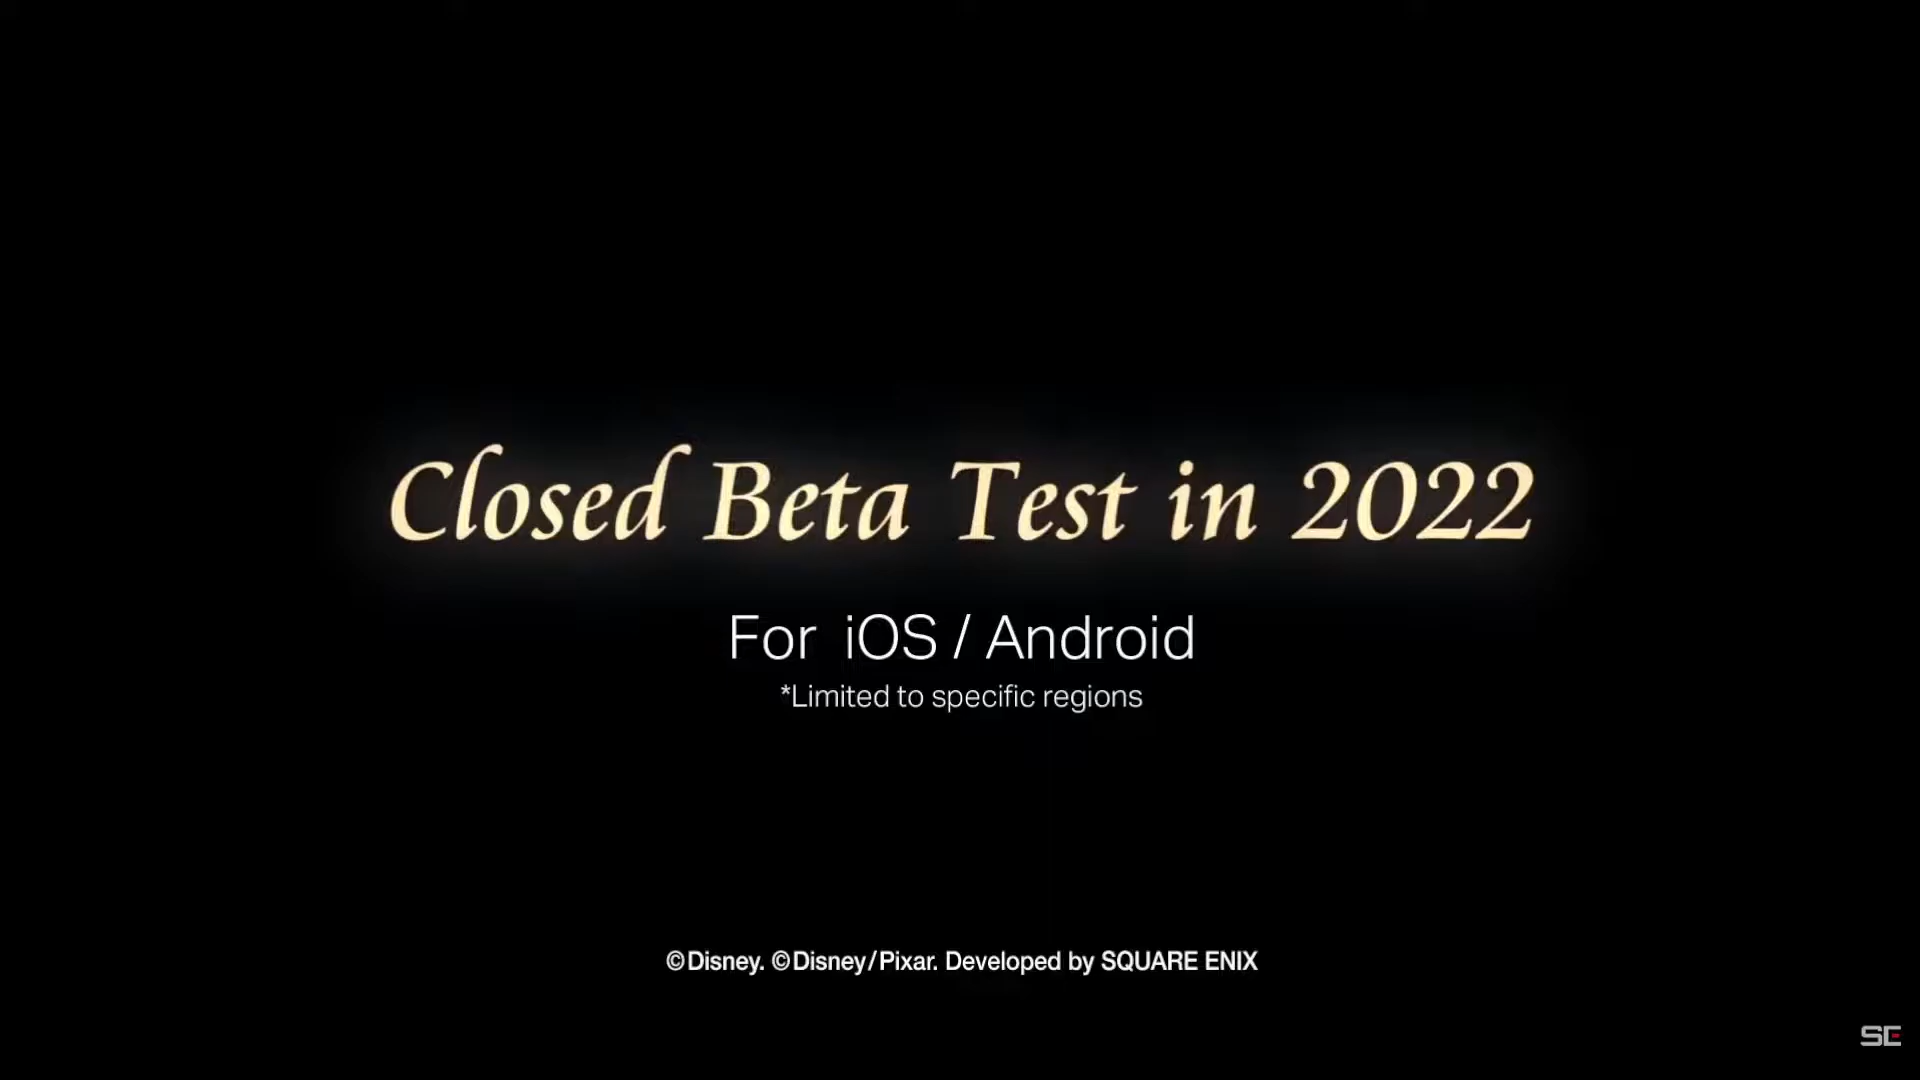 Closed Beta Test in 2022
For iOS / Android
*Limited to specific regions
©Disney. ©Disney/Pixar. Developed by SQUARE ENIX
SE